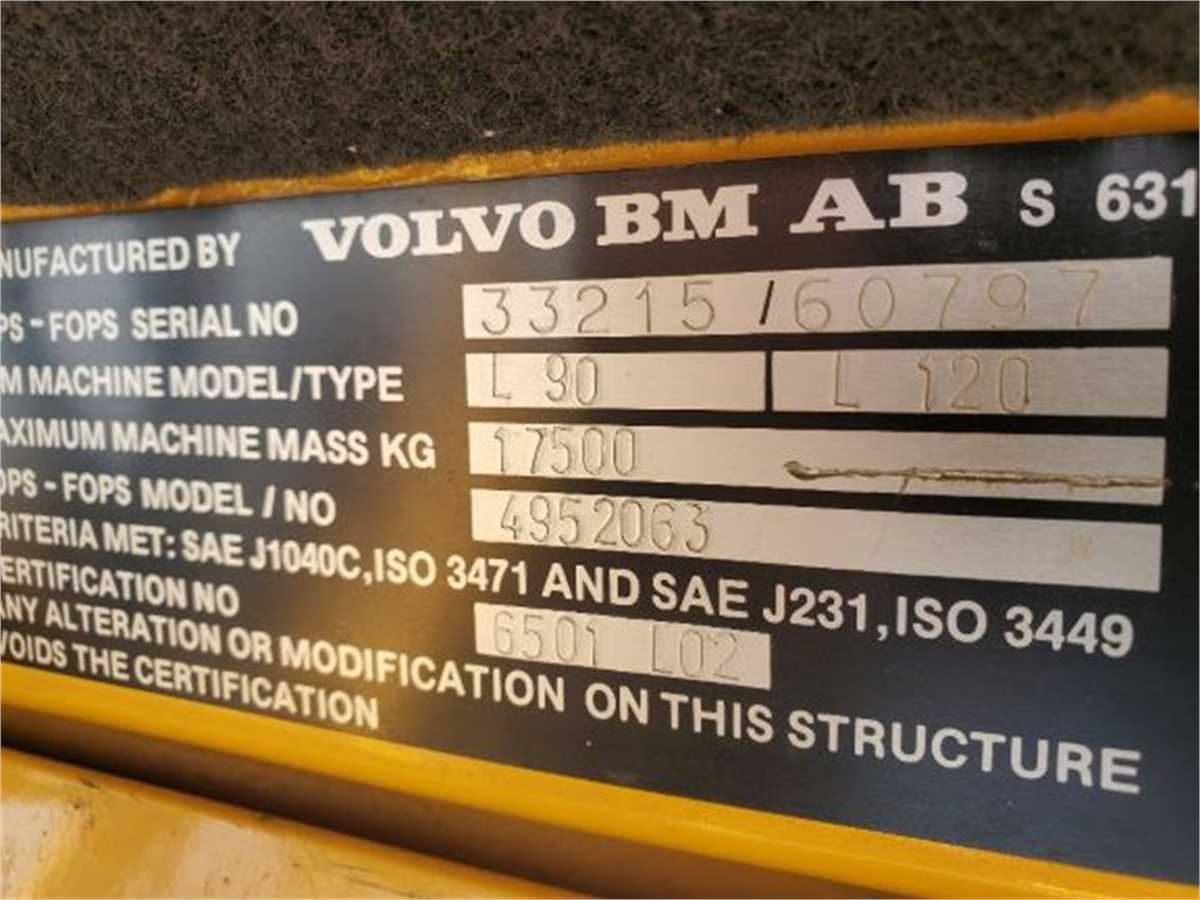 NUFACTURED BY VOLVO BM AB S 631
PS - FOPS SERIAL NO 33215/60797
M MACHINE MODEL/TYPE L 90 L 120
AXIMUM MACHINE MASS KG 17500
OPS - FOPS MODEL / NO 4952063
RITERIA MET: SAE J1040C, ISO 3471 AND SAE J231, ISO 3449
ERTIFICATION NO 6501 L02
ANY ALTERATION OR MODIFICATION ON THIS STRUCTURE
VOIDS THE CERTIFICATION